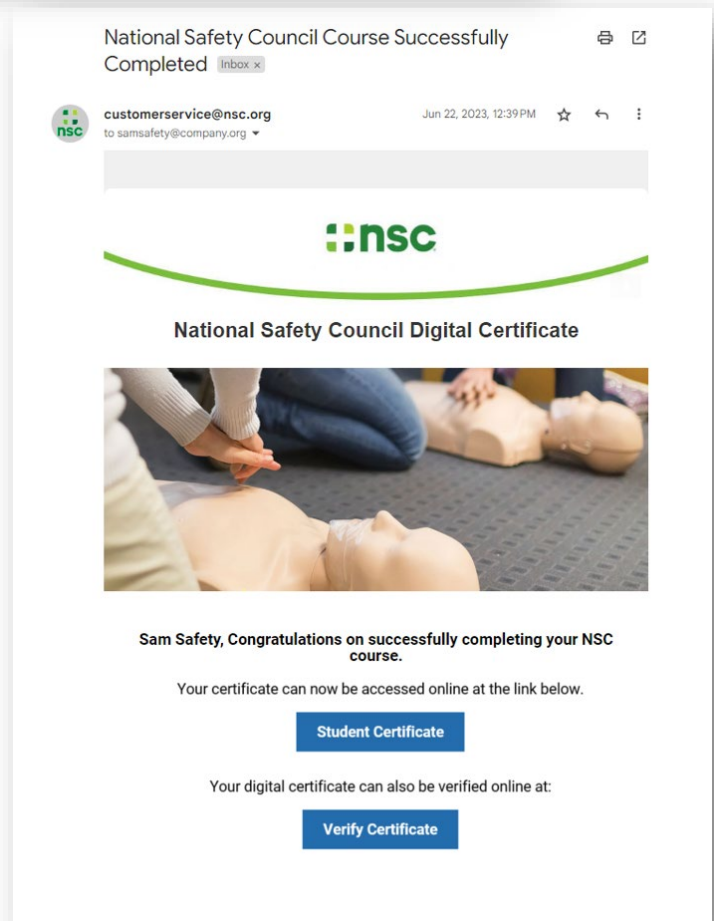 National Safety Council Course Successfully
Completed Inbox x
customerservice@nsc.org Jun 22, 2023, 12:39 PM
nsc to samsafety@company.org
nsc
National Safety Council Digital Certificate
Sam Safety, Congratulations on successfully completing your NSC
course.
Your certificate can now be accessed online at the link below.
Student Certificate
Your digital certificate can also be verified online at:
Verify Certificate